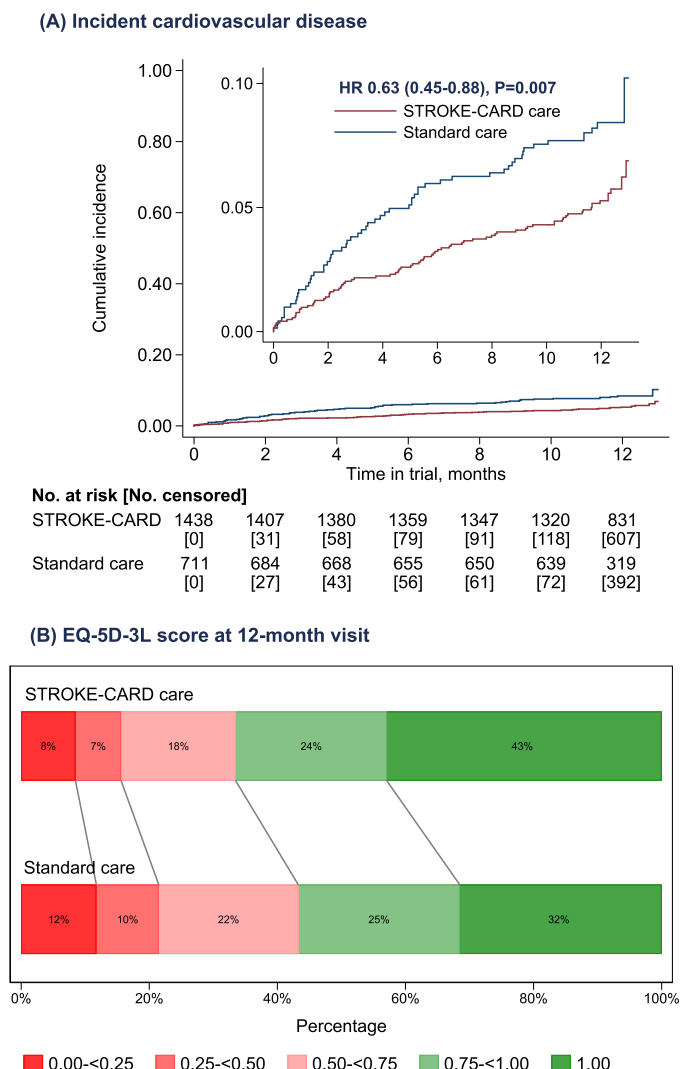 (A) Incident cardiovascular disease
1.00
0.80
0.60
0.40
0.20
0.00
Cumulative incidence
0.10
0.05
0.00
HR 0.63 (0.45-0.88), P=0.007
STROKE-CARD care
Standard care
0 2 4 6 8 10 12
0 2 4 6 8 10 12
Time in trial, months
No. at risk [No. censored]
STROKE-CARD 1438 1407 1380 1359 1347 1320 831
[0] [31] [58] [79] [91] [118] [607]
Standard care 711 684 668 655 650 639 319
[0] [27] [43] [56] [61] [72] [392]
(B) EQ-5D-3L score at 12-month visit
STROKE-CARD care
8% 7% 18% 24% 43%
Standard care
12% 10% 22% 25% 32%
0% 20% 40% 60% 80% 100%
Percentage
0.00-<0.25 0.25-<0.50 0.50-<0.75 0.75-<1.00 1.00